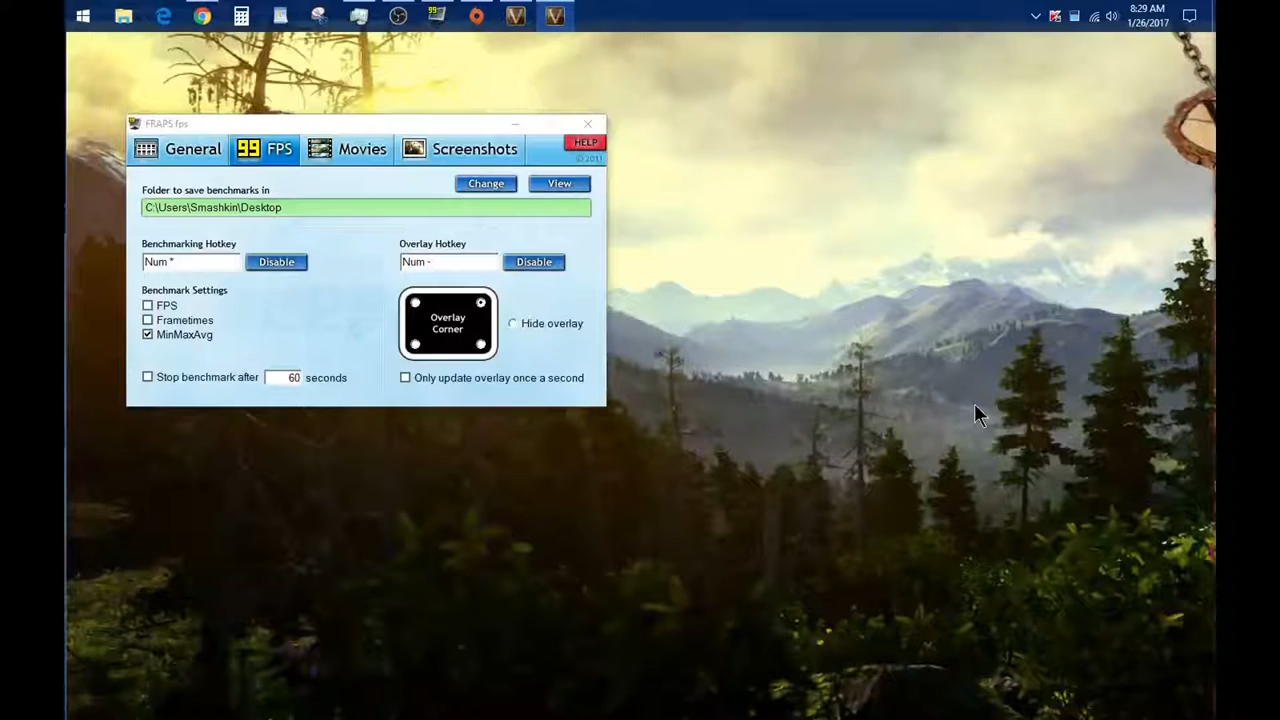 99
8:29 AM
1/26/2017
FRAPS fps
General
99 FPS
Movies
Screenshots
HELP
Folder to save benchmarks in
Change
View
C:\Users\Smashkin\Desktop
Benchmarking Hotkey
Overlay Hotkey
Num *
Disable
Num -
Disable
Benchmark Settings
FPS
Frametimes
MinMaxAvg
Overlay
Corner
Hide overlay
Stop benchmark after 60 seconds
Only update overlay once a second